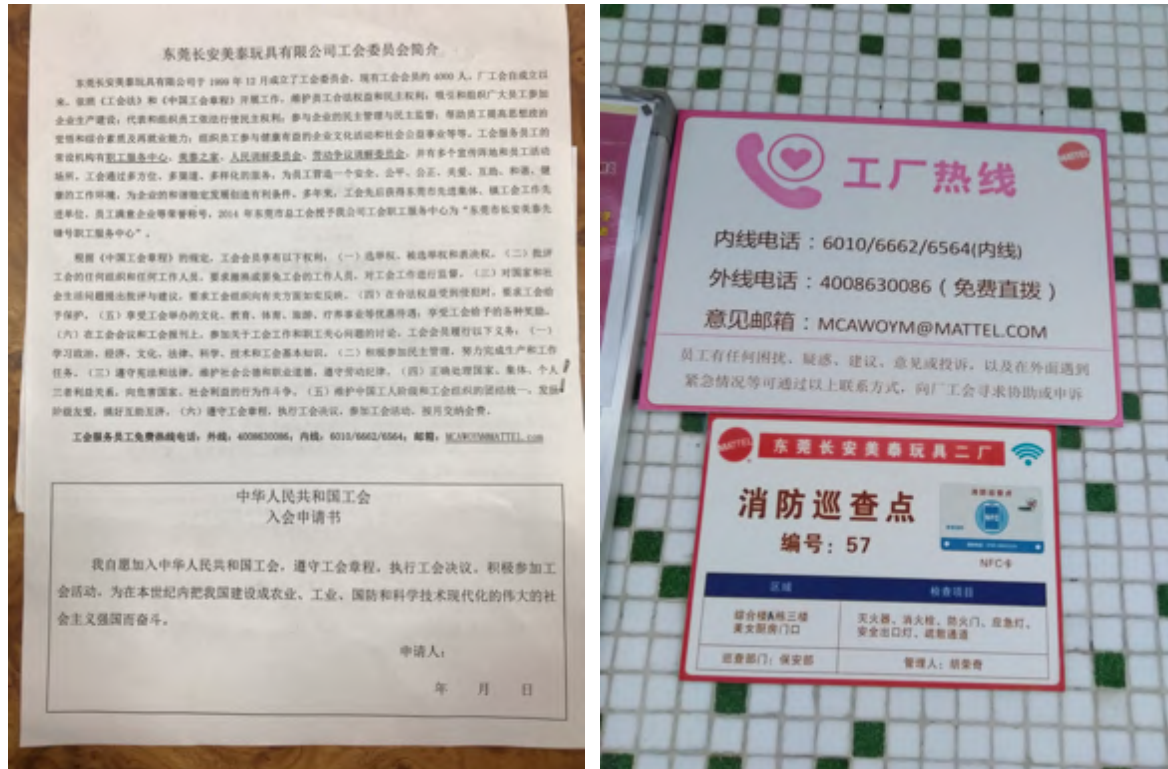 东莞长安美泰玩具有限公司工会委员会简介
东莞长安美泰玩具有限公司于 1999 年 12 月成立了工会委员会，现有工会会员约 4000 人。厂工会自成立以
来，依照《工会法》和《中国工会章程》开展工作，维护员工合法权益和民主权利；吸引和组织广大员工参加
企业生产建设；代表和组织员工依法行使民主权利；参与企业的民主管理与民主监督；帮助员工提高思想政治
觉悟和综合素质及再就业能力；组织员工参与健康有益的企业文化活动和社会公益事业等等。工会服务员工的
常设机构有职工服务中心、美泰之家、人民调解委员会、劳动争议调解委员会，并有多个宣传阵地和员工活动
场所，工会通过多方位、多渠道、多样化的服务，为员工营造一个安全、公平、公正、关爱、互助、和谐、健
康的工作环境，为企业的和谐稳定发展创造有利条件。多年来，工会先后获得东莞市先进集体、镇工会工作先
进单位、员工满意企业等荣誉称号，2014 年东莞市总工会授予我公司工会职工服务中心为“东莞市长安美泰先
锋号职工服务中心”。
根据《中国工会章程》的规定，工会会员享有以下权利，（一）选举权、被选举权和表决权。（二）批评
工会的任何组织和任何工作人员，要求撤换或罢免工会的工作人员，对工会工作进行监督。（三）对国家和社
会生活问题提出批评与建议，要求工会组织向有关方面如实反映。（四）在合法权益受到侵犯时，要求工会给
予保护。（五）享受工会举办的文化、教育、体育、旅游、疗养事业等优惠待遇；享受工会给予的各种奖励。
（六）在工会会议和工会报刊上，参加关于工会工作和职工关心问题的讨论。工会会员履行以下义务：（一）
学习政治、经济、文化、法律、科学、技术和工会基本知识。（二）积极参加民主管理，努力完成生产和工作
任务。（三）遵守宪法和法律，维护社会公德和职业道德，遵守劳动纪律。（四）正确处理国家、集体、个人
三者利益关系，向危害国家、社会利益的行为作斗争。（五）维护中国工人阶级和工会组织的团结统一，发扬
阶级友爱，搞好互助互济。（六）遵守工会章程，执行工会决议，参加工会活动，按月交纳会费。
工会服务员工免费热线电话：外线：4008630086；内线：6010/6662/6564；邮箱：MCAWOYM@MATTEL.com
中华人民共和国工会
入会申请书
我自愿加入中华人民共和国工会，遵守工会章程，执行工会决议，积极参加工
会活动，为在本世纪内把我国建设成农业、工业、国防和科学技术现代化的伟大的社
会主义强国而奋斗。
申请人：
年 月 日
MATTEL
工厂热线
内线电话：6010/6662/6564(内线)
外线电话：4008630086（免费直拨）
意见邮箱：MCAWOYM@MATTEL.COM
员工有任何困扰、疑惑、建议、意见或投诉，以及在外面遇到
紧急情况等可通过以上联系方式，向厂工会寻求协助或申诉
MATTEL 东莞长安美泰玩具二厂
消防巡查点
编号：57
消防巡查点
NFC
NFC卡
区域 检查项目
综合楼A栋三楼
美女厨房门口
灭火器、消火栓、防火门、应急灯、
安全出口灯、疏散通道
巡查部门：保安部 管理人：胡荣奇